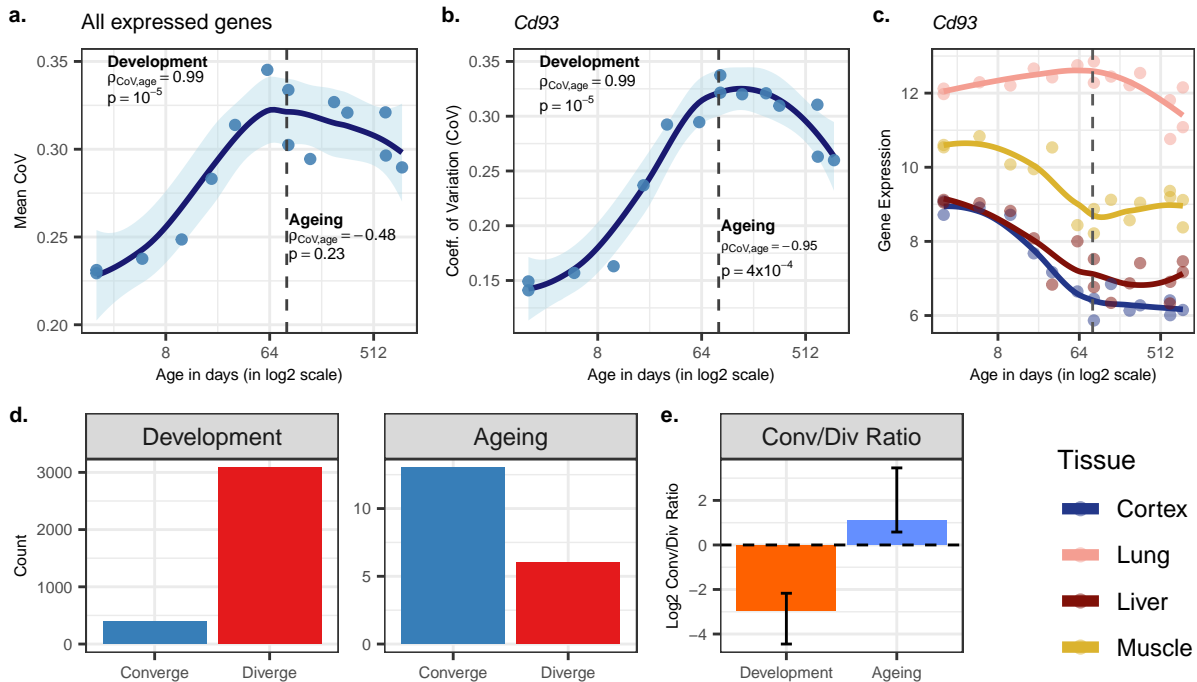 a.
All expressed genes
Development
ρCoV,age = 0.99
p = 10⁻⁵
Ageing
ρCoV,age = −0.48
p = 0.23
0.35
0.30
0.25
0.20
Mean CoV
8
64
512
Age in days (in log2 scale)
b.
Cd93
Development
ρCoV,age = 0.99
p = 10⁻⁵
Ageing
ρCoV,age = −0.95
p = 4x10⁻⁴
0.35
0.30
0.25
0.20
0.15
Coeff. of Variation (CoV)
8
64
512
Age in days (in log2 scale)
c.
Cd93
12
10
8
6
Gene Expression
8
64
512
Age in days (in log2 scale)
d.
Development
3000
2000
1000
0
Count
Converge
Diverge
Ageing
10
5
0
Converge
Diverge
e.
Conv/Div Ratio
2
0
−2
−4
Log2 Conv/Div Ratio
Development
Ageing
Tissue
Cortex
Lung
Liver
Muscle